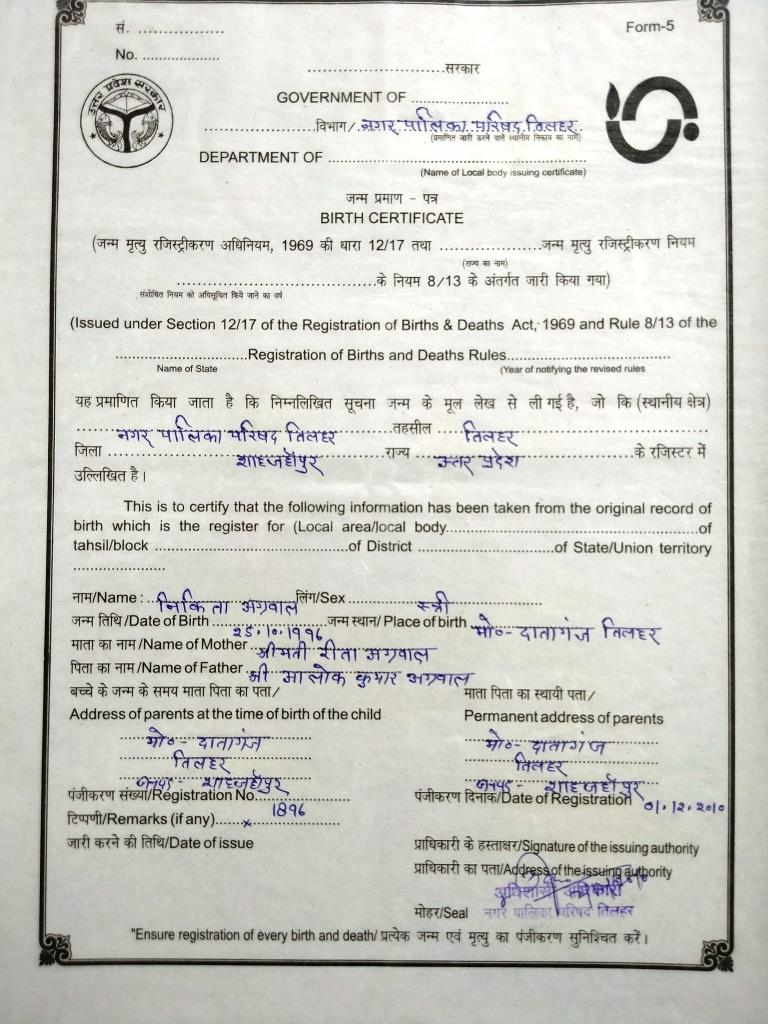 सं. ..................
Form-5
No. ....................
..........................सरकार
उत्तर प्रदेश सरकार
GOVERNMENT OF ......................
..................विभाग/ नगर पालिका परिषद तिलहर
(प्रमाणित जारी करने वाले स्थानीय निकाय का नाम)
DEPARTMENT OF ..........................................................
(Name of Local body issuing certificate)
जन्म प्रमाण - पत्र
BIRTH CERTIFICATE
(जन्म मृत्यु रजिस्ट्रीकरण अधिनियम, 1969 की धारा 12/17 तथा ....................जन्म मृत्यु रजिस्ट्रीकरण नियम
(राज्य का नाम)
.......................................के नियम 8/13 के अंतर्गत जारी किया गया)
संशोधित नियम को अधिसूचित किये जाने का वर्ष
(Issued under Section 12/17 of the Registration of Births & Deaths Act, 1969 and Rule 8/13 of the
..........................Registration of Births and Deaths Rules................................
Name of State (Year of notifying the revised rules
यह प्रमाणित किया जाता है कि निम्नलिखित सूचना जन्म के मूल लेख से ली गई है, जो कि (स्थानीय क्षेत्र)
नगर पालिका परिषद तिलहर तहसील तिलहर
जिला शाहजहाँपुर राज्य उत्तर प्रदेश के रजिस्टर में
उल्लिखित है।
This is to certify that the following information has been taken from the original record of
birth which is the register for (Local area/local body..................................................of
tahsil/block ......................................of District ...........................of State/Union territory
..................
नाम/Name : निकिता अग्रवाल लिंग/Sex स्त्री
जन्म तिथि /Date of Birth 25.10.1996 जन्म स्थान/ Place of birth मो०- दातागंज तिलहर
माता का नाम /Name of Mother श्रीमती रीता अग्रवाल
पिता का नाम /Name of Father श्री आलोक कुमार अग्रवाल
बच्चे के जन्म के समय माता पिता का पता/ माता पिता का स्थायी पता/
Address of parents at the time of birth of the child Permanent address of parents
मो०- दातागंज मो०- दातागंज
तिलहर तिलहर
जनपद- शाहजहाँपुर जनपद- शाहजहाँपुर
पंजीकरण संख्या/Registration No. 1896 पंजीकरण दिनांक/Date of Registration 01.12.2010
टिप्पणी/Remarks (if any) x
जारी करने की तिथि/Date of issue प्राधिकारी के हस्ताक्षर/Signature of the issuing authority
प्राधिकारी का पता/Address of the issuing authority
अधिशासी अधिकारी
मोहर/Seal नगर पालिका परिषद तिलहर
"Ensure registration of every birth and death/ प्रत्येक जन्म एवं मृत्यु का पंजीकरण सुनिश्चित करें।